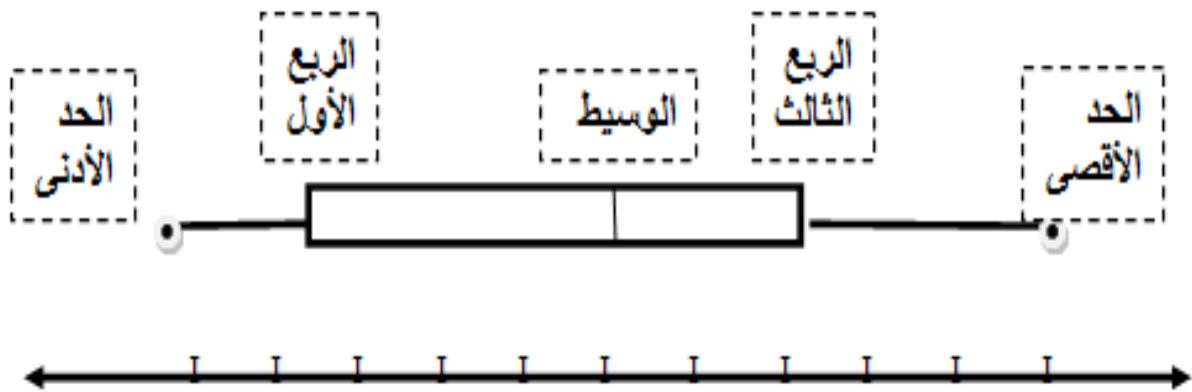 الحد
الأقصى
الربع
الثالث
الوسيط
الربع
الأول
الحد
الأدنى